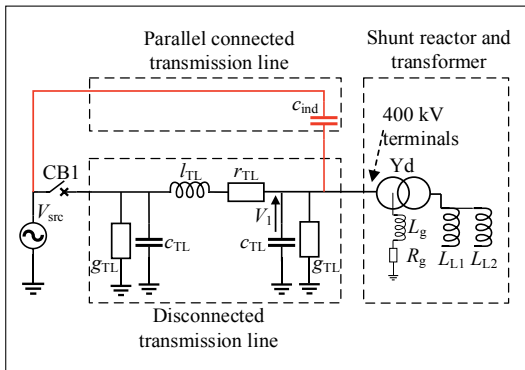 Parallel connected
transmission line
Shunt reactor and
transformer
c_ind
400 kV
terminals
CB1
l_TL
r_TL
Yd
V_src
V_1
L_g
g_TL
c_TL
c_TL
g_TL
R_g
L_L1
L_L2
Disconnected
transmission line